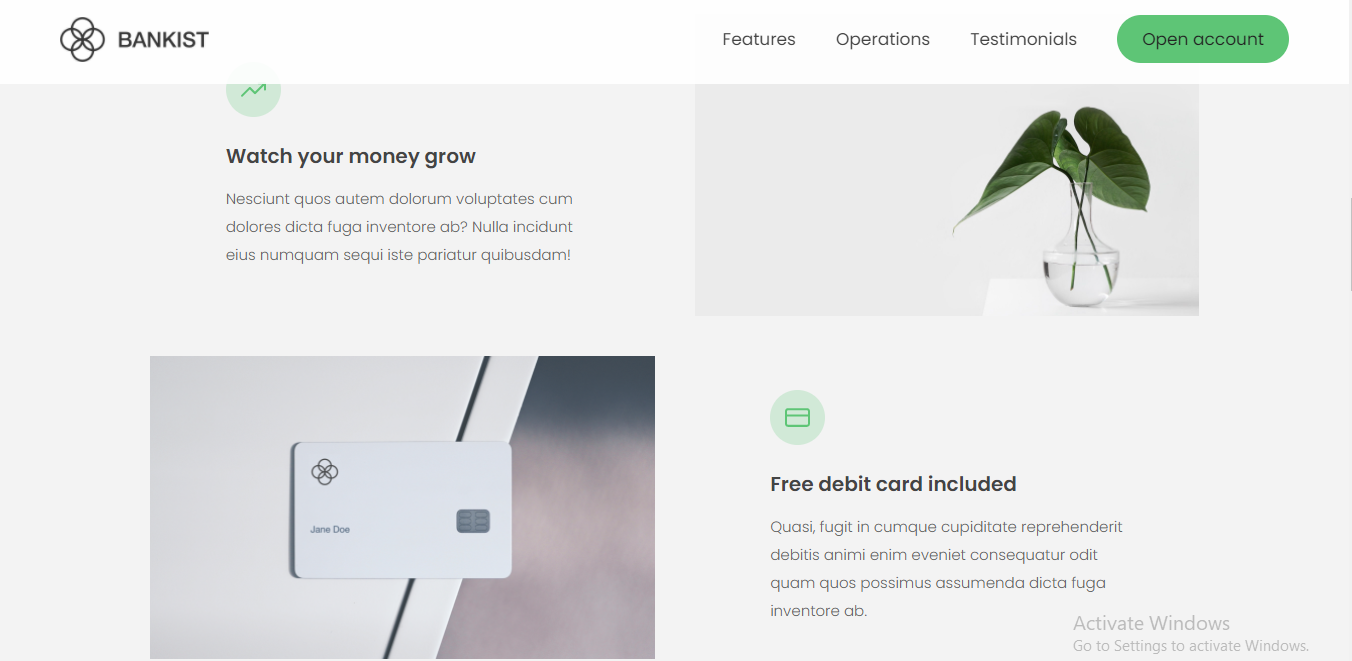 BANKIST
Features
Operations
Testimonials
Open account
Watch your money grow
Nesciunt quos autem dolorum voluptates cum
dolores dicta fuga inventore ab? Nulla incidunt
eius numquam sequi iste pariatur quibusdam!
Jane Doe
Free debit card included
Quasi, fugit in cumque cupiditate reprehenderit
debitis animi enim eveniet consequatur odit
quam quos possimus assumenda dicta fuga
inventore ab.
Activate Windows
Go to Settings to activate Windows.